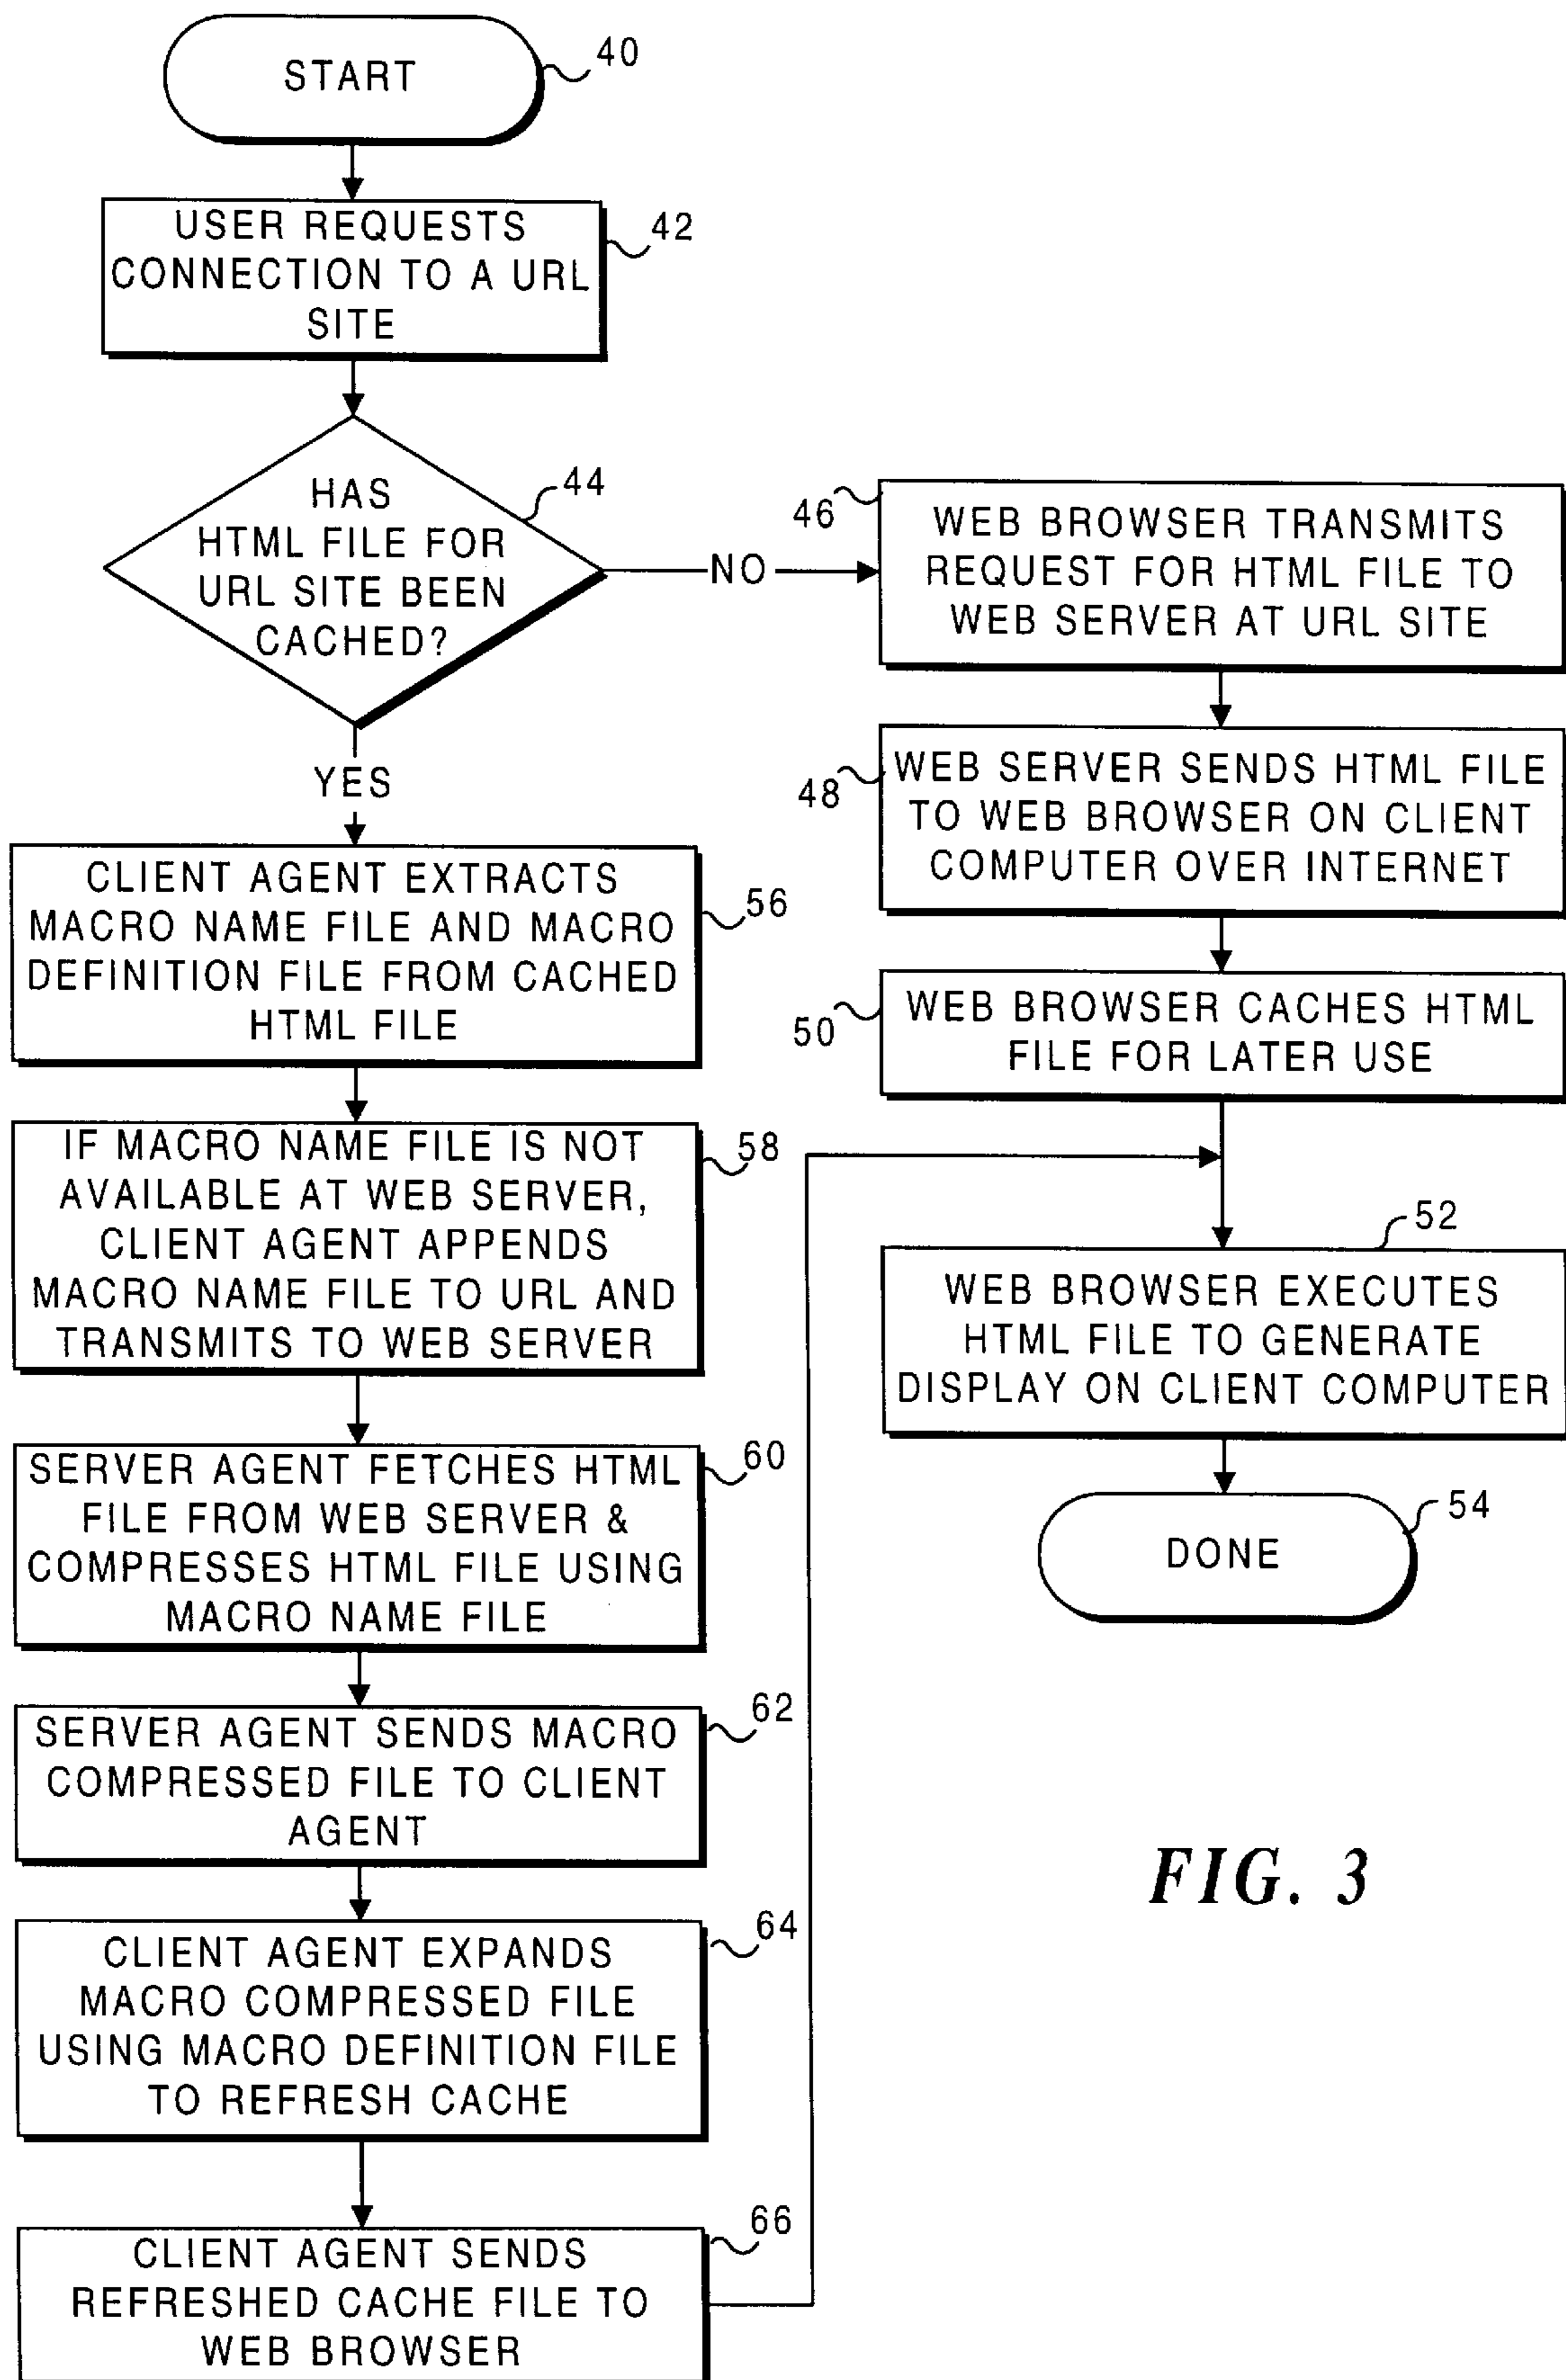 START
40
USER REQUESTS
CONNECTION TO A URL
SITE
42
HAS
HTML FILE FOR
URL SITE BEEN
CACHED?
44
NO
YES
46
WEB BROWSER TRANSMITS
REQUEST FOR HTML FILE TO
WEB SERVER AT URL SITE
48
WEB SERVER SENDS HTML FILE
TO WEB BROWSER ON CLIENT
COMPUTER OVER INTERNET
50
WEB BROWSER CACHES HTML
FILE FOR LATER USE
52
WEB BROWSER EXECUTES
HTML FILE TO GENERATE
DISPLAY ON CLIENT COMPUTER
54
DONE
CLIENT AGENT EXTRACTS
MACRO NAME FILE AND MACRO
DEFINITION FILE FROM CACHED
HTML FILE
56
IF MACRO NAME FILE IS NOT
AVAILABLE AT WEB SERVER,
CLIENT AGENT APPENDS
MACRO NAME FILE TO URL AND
TRANSMITS TO WEB SERVER
58
SERVER AGENT FETCHES HTML
FILE FROM WEB SERVER &
COMPRESSES HTML FILE USING
MACRO NAME FILE
60
SERVER AGENT SENDS MACRO
COMPRESSED FILE TO CLIENT
AGENT
62
CLIENT AGENT EXPANDS
MACRO COMPRESSED FILE
USING MACRO DEFINITION FILE
TO REFRESH CACHE
64
CLIENT AGENT SENDS
REFRESHED CACHE FILE TO
WEB BROWSER
66
FIG. 3